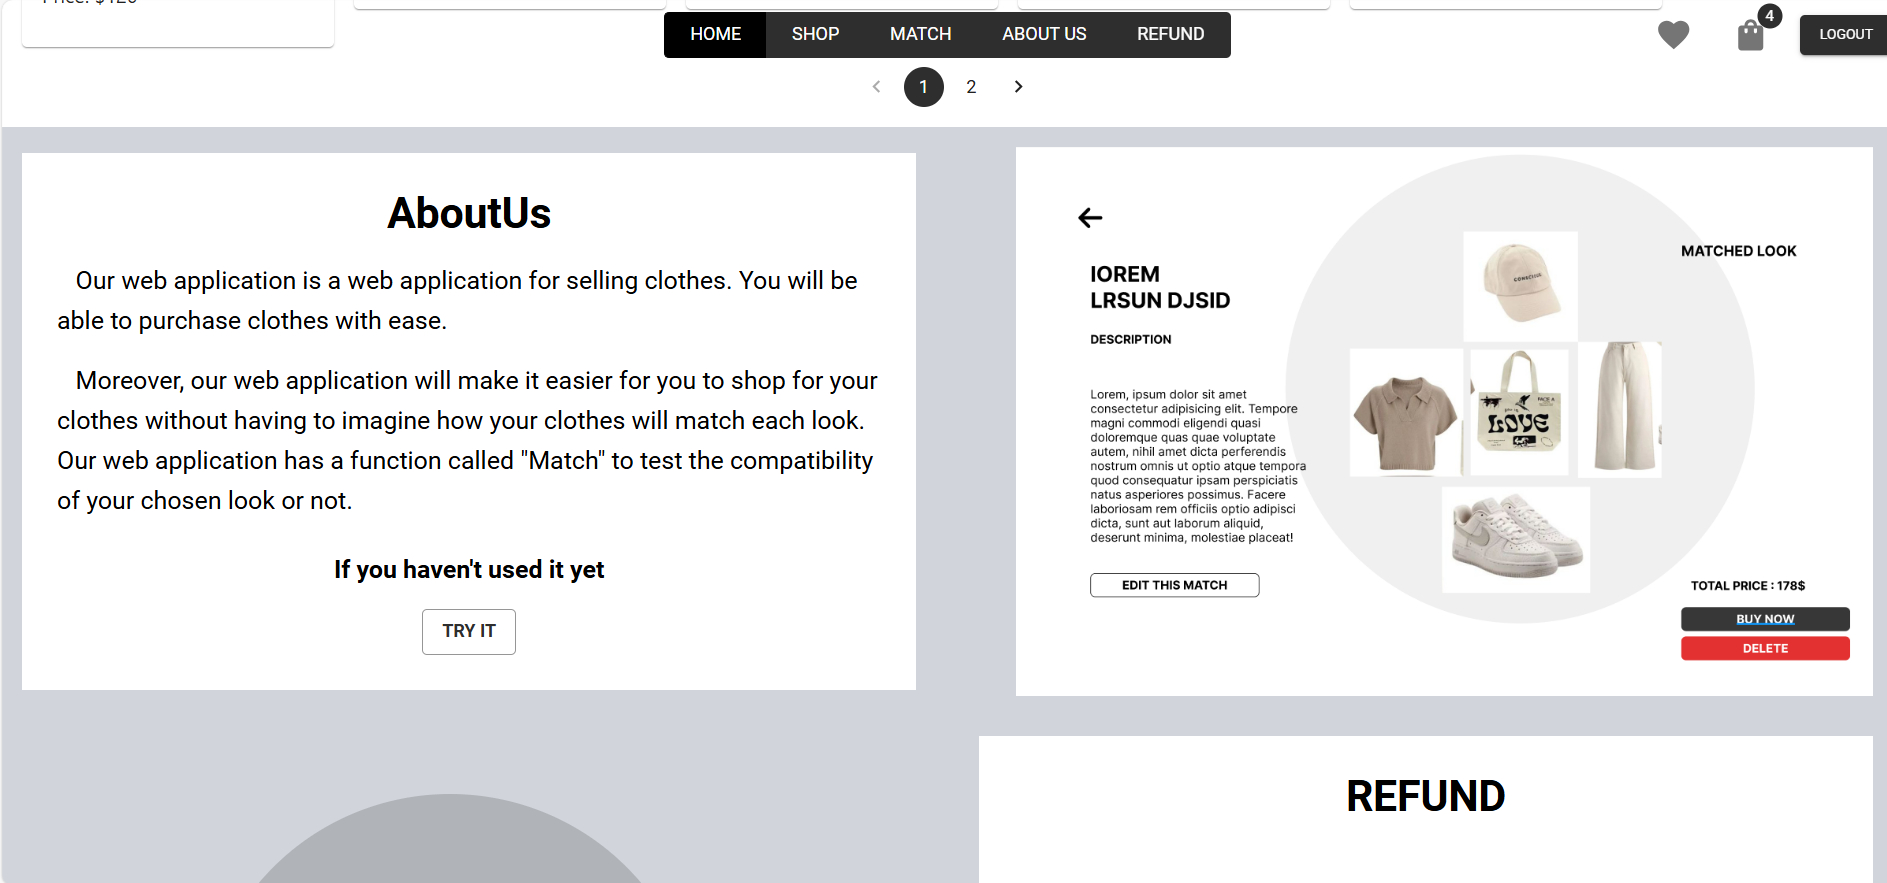 HOME SHOP MATCH ABOUT US REFUND
4
LOGOUT
1 2
AboutUs
Our web application is a web application for selling clothes. You will be
able to purchase clothes with ease.
Moreover, our web application will make it easier for you to shop for your
clothes without having to imagine how your clothes will match each look.
Our web application has a function called "Match" to test the compatibility
of your chosen look or not.
If you haven't used it yet
TRY IT
lOREM
LRSUN DJSID
DESCRIPTION
Lorem, ipsum dolor sit amet
consectetur adipisicing elit. Tempore
magni commodi eligendi quasi
doloremque quas quae voluptate
autem, nihil amet dicta perferendis
nostrum omnis ut optio atque tempora
quod consequatur ipsam perspiciatis
natus asperiores possimus. Facere
laboriosam rem officiis optio adipisci
dicta, sunt aut laborum aliquid,
deserunt minima, molestiae placeat!
EDIT THIS MATCH
MATCHED LOOK
LOVE
TOTAL PRICE : 178$
BUY NOW
DELETE
REFUND